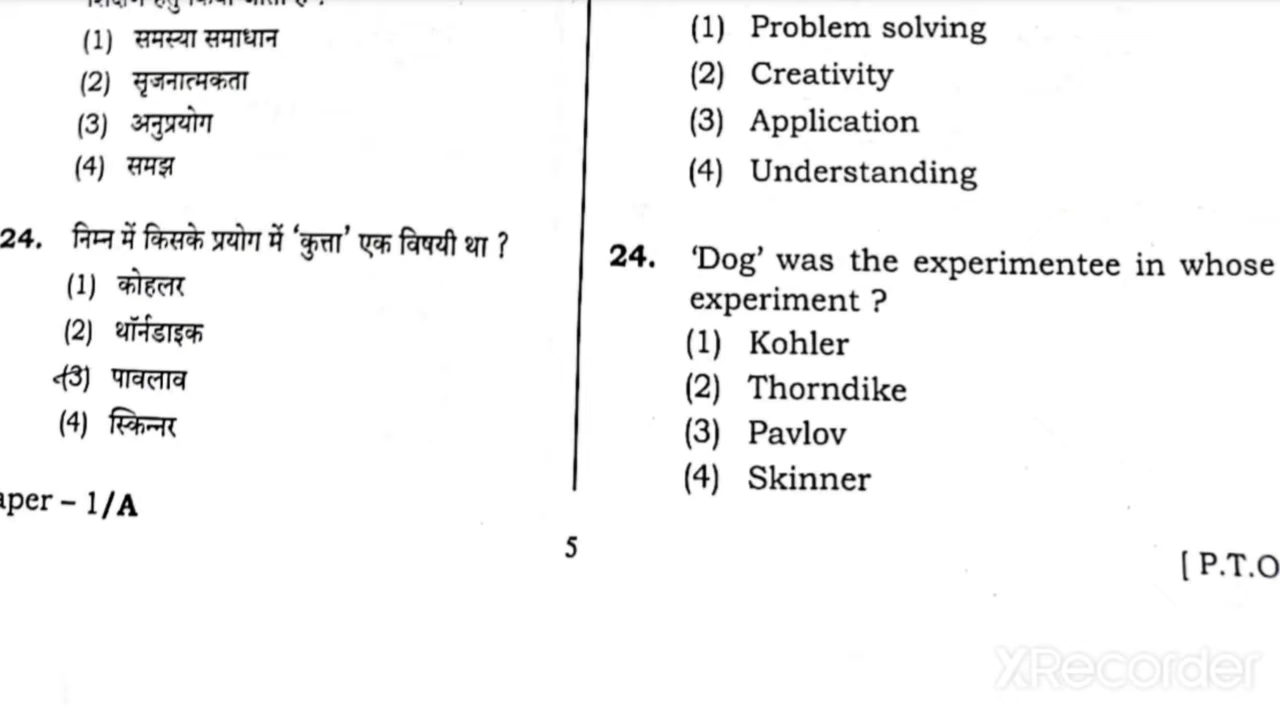 (1) समस्या समाधान
(2) सृजनात्मकता
(3) अनुप्रयोग
(4) समझ
24. निम्न में किसके प्रयोग में ‘कुत्ता’ एक विषयी था ?
(1) कोहलर
(2) थॉर्नडाइक
(3) पावलाव
(4) स्किन्नर
aper – 1/A
(1) Problem solving
(2) Creativity
(3) Application
(4) Understanding
24. ‘Dog’ was the experimentee in whose
experiment ?
(1) Kohler
(2) Thorndike
(3) Pavlov
(4) Skinner
5
[ P.T.O
XRecorder